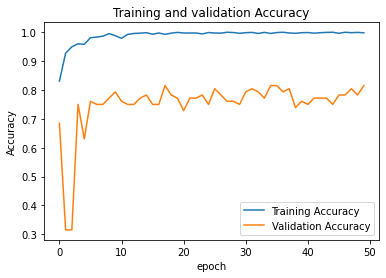 Training and validation Accuracy
1.0
0.9
0.8
0.7
0.6
0.5
0.4
0.3
Accuracy
Training Accuracy
Validation Accuracy
0
10
20
30
40
50
epoch